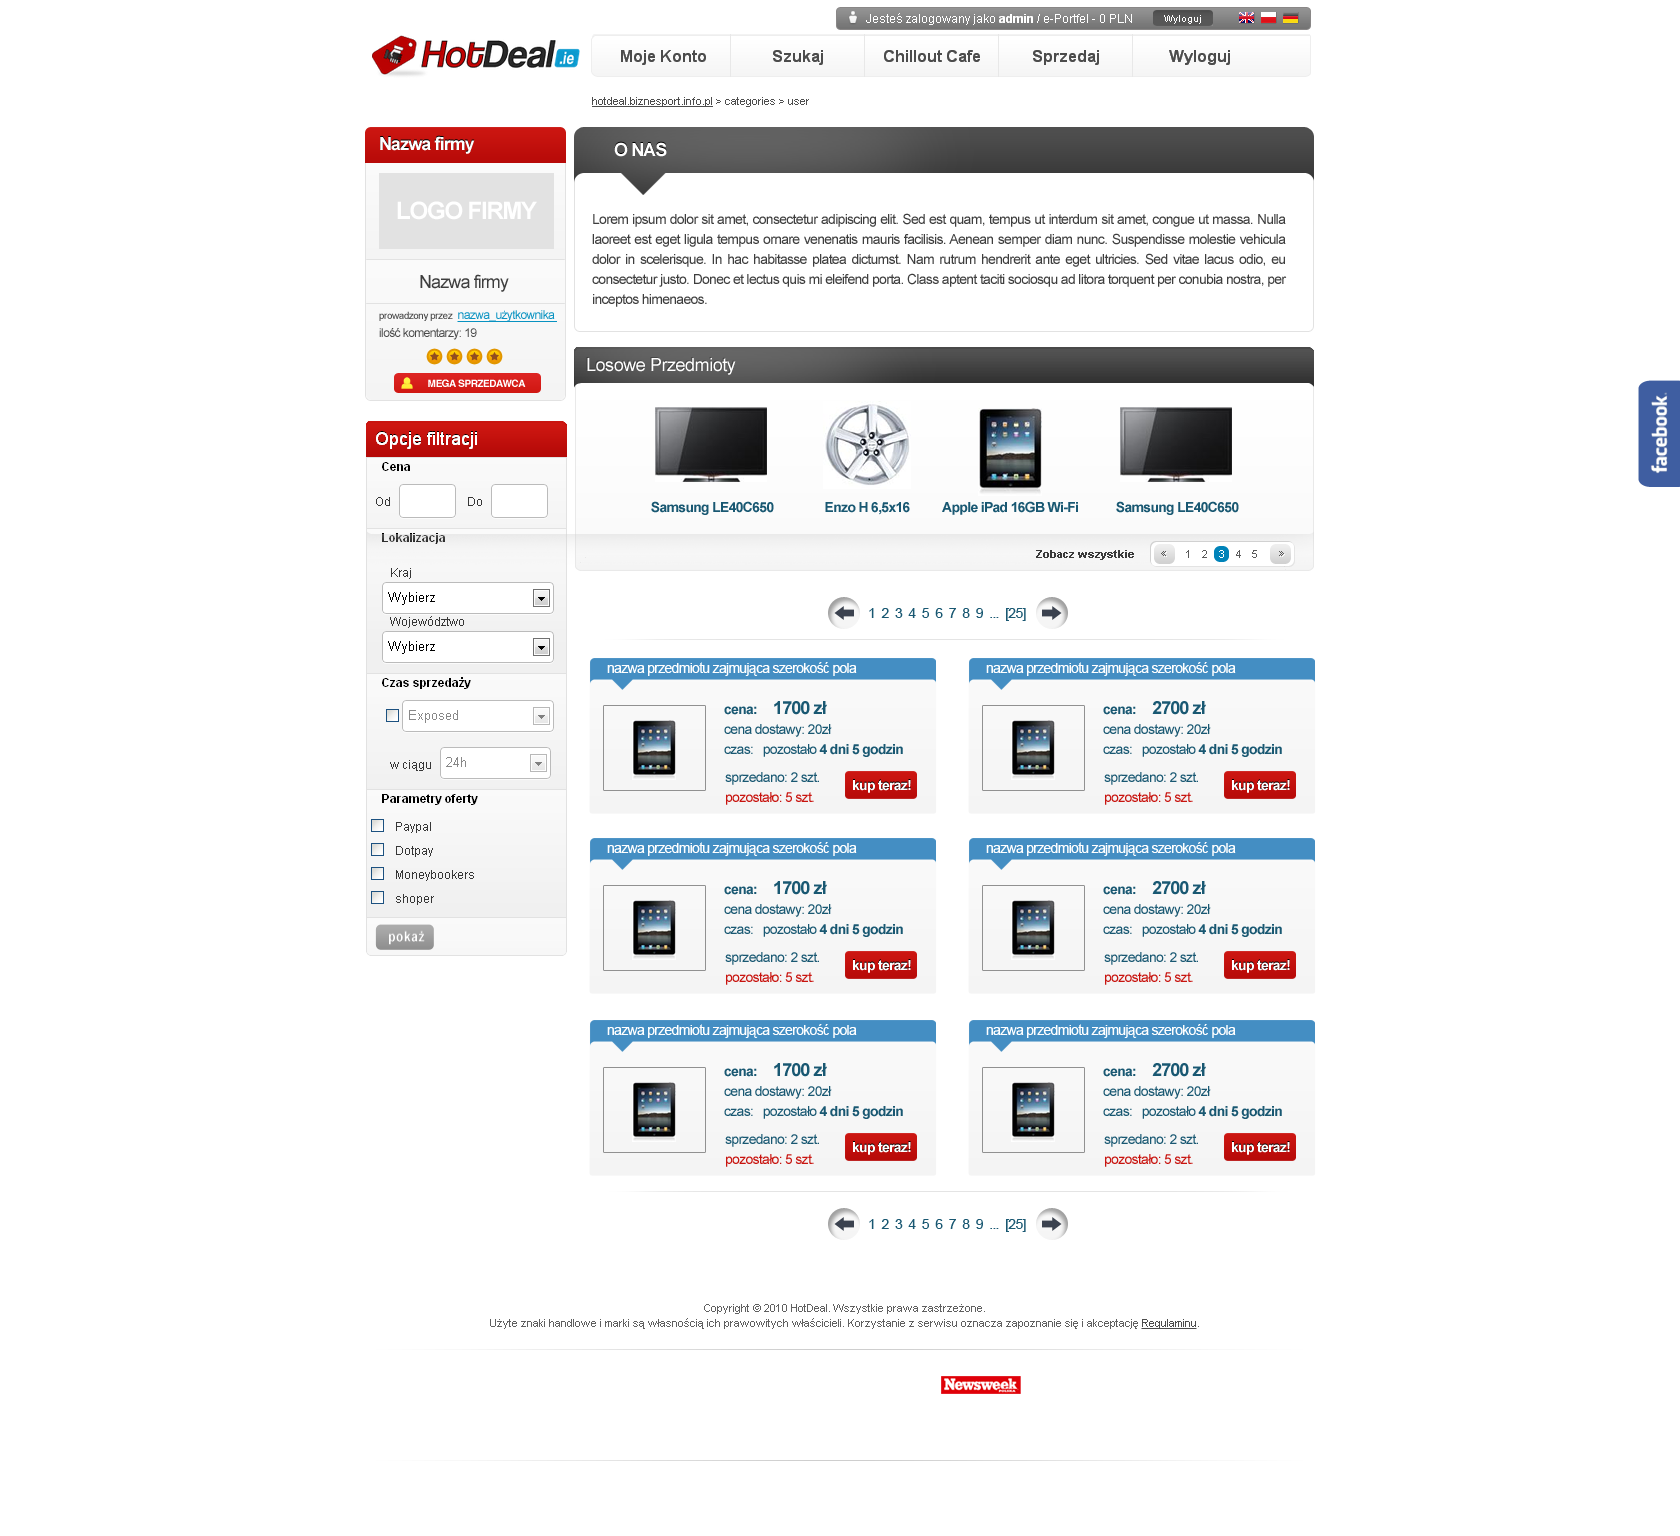 Jesteś zalogowany jako admin / e-Portfel - 0 PLN Wyloguj
HotDeal.ie
Moje Konto Szukaj Chillout Cafe Sprzedaj Wyloguj
hotdeal.biznesport.info.pl > categories > user
Nazwa firmy
LOGO FIRMY
Nazwa firmy
prowadzony przez nazwa_użytkownika
ilość komentarzy: 19
MEGA SPRZEDAWCA
Opcje filtracji
Cena
Od Do
Lokalizacja
Kraj
Wybierz
Województwo
Wybierz
Czas sprzedaży
Exposed
w ciągu 24h
Parametry oferty
Paypal
Dotpay
Moneybookers
shoper
pokaż
O NAS
Lorem ipsum dolor sit amet, consectetur adipiscing elit. Sed est quam, tempus ut interdum sit amet, congue ut massa. Nulla
laoreet est eget ligula tempus ornare venenatis mauris facilisis. Aenean semper diam nunc. Suspendisse molestie vehicula
dolor in scelerisque. In hac habitasse platea dictumst. Nam rutrum hendrerit ante eget ultricies. Sed vitae lacus odio, eu
consectetur justo. Donec et lectus quis mi eleifend porta. Class aptent taciti sociosqu ad litora torquent per conubia nostra, per
inceptos himenaeos.
Losowe Przedmioty
Samsung LE40C650 Enzo H 6,5x16 Apple iPad 16GB Wi-Fi Samsung LE40C650
Zobacz wszystkie « 1 2 3 4 5 »
1 2 3 4 5 6 7 8 9 ... [25]
nazwa przedmiotu zajmująca szerokość pola
cena: 1700 zł
cena dostawy: 20zł
czas: pozostało 4 dni 5 godzin
sprzedano: 2 szt.
kup teraz!
pozostało: 5 szt.
nazwa przedmiotu zajmująca szerokość pola
cena: 2700 zł
cena dostawy: 20zł
czas: pozostało 4 dni 5 godzin
sprzedano: 2 szt.
kup teraz!
pozostało: 5 szt.
nazwa przedmiotu zajmująca szerokość pola
cena: 1700 zł
cena dostawy: 20zł
czas: pozostało 4 dni 5 godzin
sprzedano: 2 szt.
kup teraz!
pozostało: 5 szt.
nazwa przedmiotu zajmująca szerokość pola
cena: 2700 zł
cena dostawy: 20zł
czas: pozostało 4 dni 5 godzin
sprzedano: 2 szt.
kup teraz!
pozostało: 5 szt.
nazwa przedmiotu zajmująca szerokość pola
cena: 1700 zł
cena dostawy: 20zł
czas: pozostało 4 dni 5 godzin
sprzedano: 2 szt.
kup teraz!
pozostało: 5 szt.
nazwa przedmiotu zajmująca szerokość pola
cena: 2700 zł
cena dostawy: 20zł
czas: pozostało 4 dni 5 godzin
sprzedano: 2 szt.
kup teraz!
pozostało: 5 szt.
1 2 3 4 5 6 7 8 9 ... [25]
facebook
Copyright © 2010 HotDeal. Wszystkie prawa zastrzeżone.
Użyte znaki handlowe i marki są własnością ich prawowitych właścicieli. Korzystanie z serwisu oznacza zapoznanie się i akceptację Regulaminu.
Newsweek
POLSKA